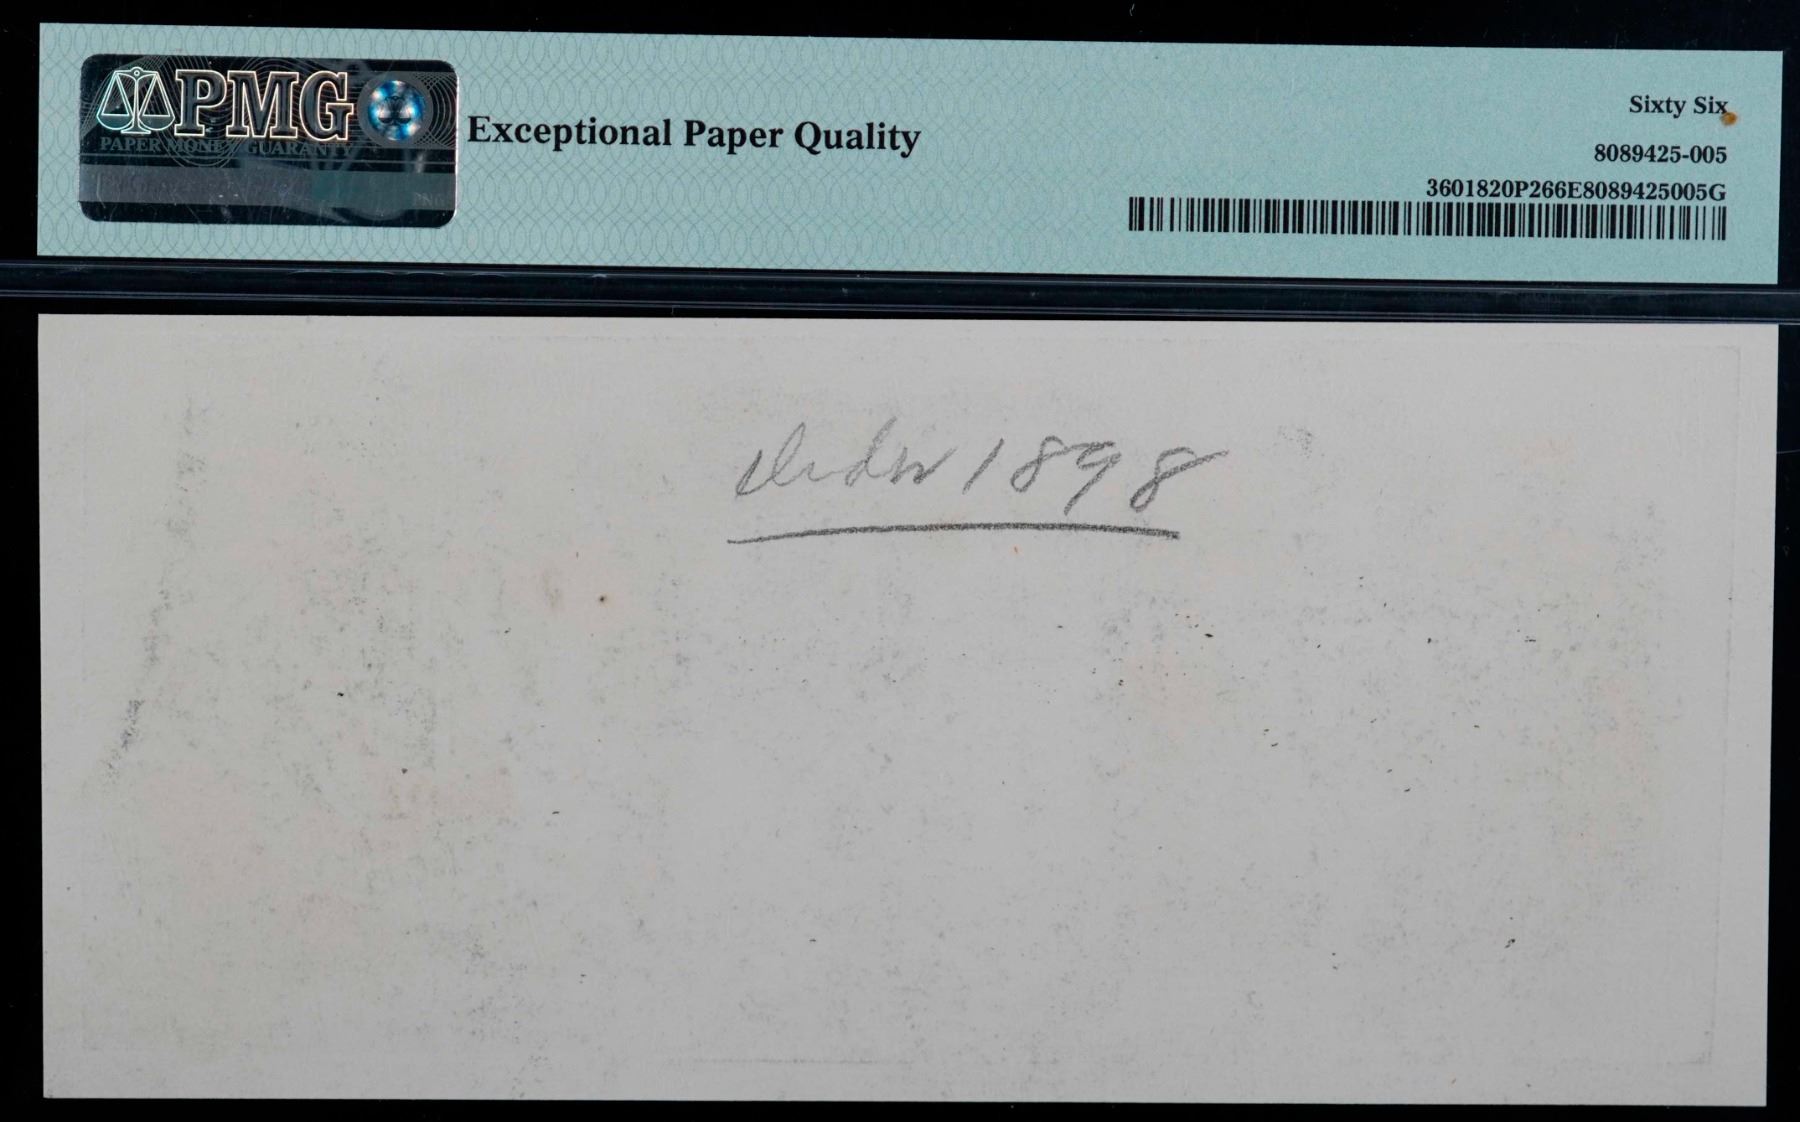 PMG
PAPER MONEY GUARANTY
Exceptional Paper Quality
Sixty Six
8089425-005
3601820P266E8089425005G
1898